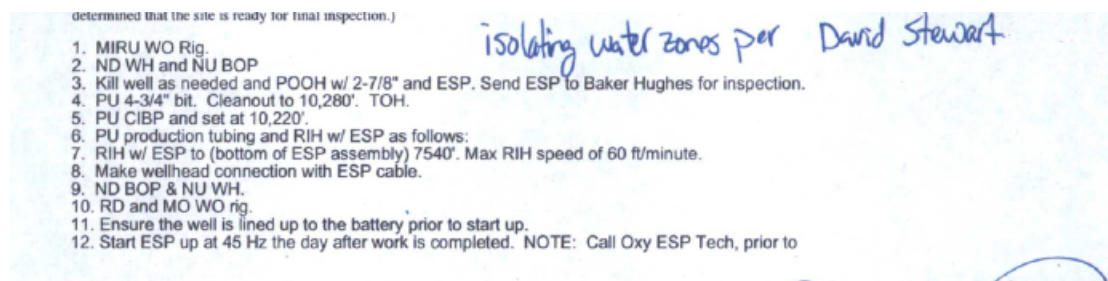 determined that the site is ready for final inspection.)
isolating water zones per David Stewart
1. MIRU WO Rig.
2. ND WH and NU BOP
3. Kill well as needed and POOH w/ 2-7/8" and ESP. Send ESP to Baker Hughes for inspection.
4. PU 4-3/4" bit. Cleanout to 10,280'. TOH.
5. PU CIBP and set at 10,220'.
6. PU production tubing and RIH w/ ESP as follows:
7. RIH w/ ESP to (bottom of ESP assembly) 7540'. Max RIH speed of 60 ft/minute.
8. Make wellhead connection with ESP cable.
9. ND BOP & NU WH.
10. RD and MO WO rig.
11. Ensure the well is lined up to the battery prior to start up.
12. Start ESP up at 45 Hz the day after work is completed. NOTE: Call Oxy ESP Tech, prior to